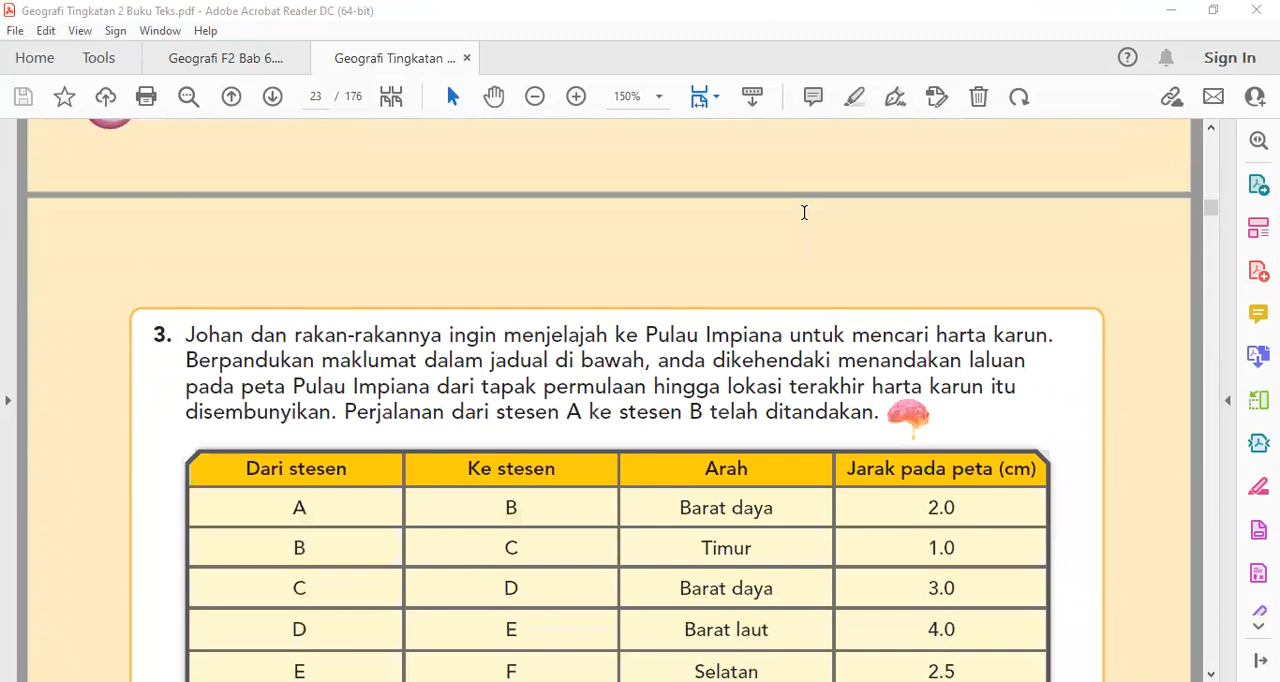 Geografi Tingkatan 2 Buku Teks.pdf - Adobe Acrobat Reader DC (64-bit)
File Edit View Sign Window Help
Home Tools Geografi F2 Bab 6.... Geografi Tingkatan ... × Sign In
23 / 176 150%
3. Johan dan rakan-rakannya ingin menjelajah ke Pulau Impiana untuk mencari harta karun.
Berpandukan maklumat dalam jadual di bawah, anda dikehendaki menandakan laluan
pada peta Pulau Impiana dari tapak permulaan hingga lokasi terakhir harta karun itu
disembunyikan. Perjalanan dari stesen A ke stesen B telah ditandakan.
Dari stesen Ke stesen Arah Jarak pada peta (cm)
A B Barat daya 2.0
B C Timur 1.0
C D Barat daya 3.0
D E Barat laut 4.0
E F Selatan 2.5